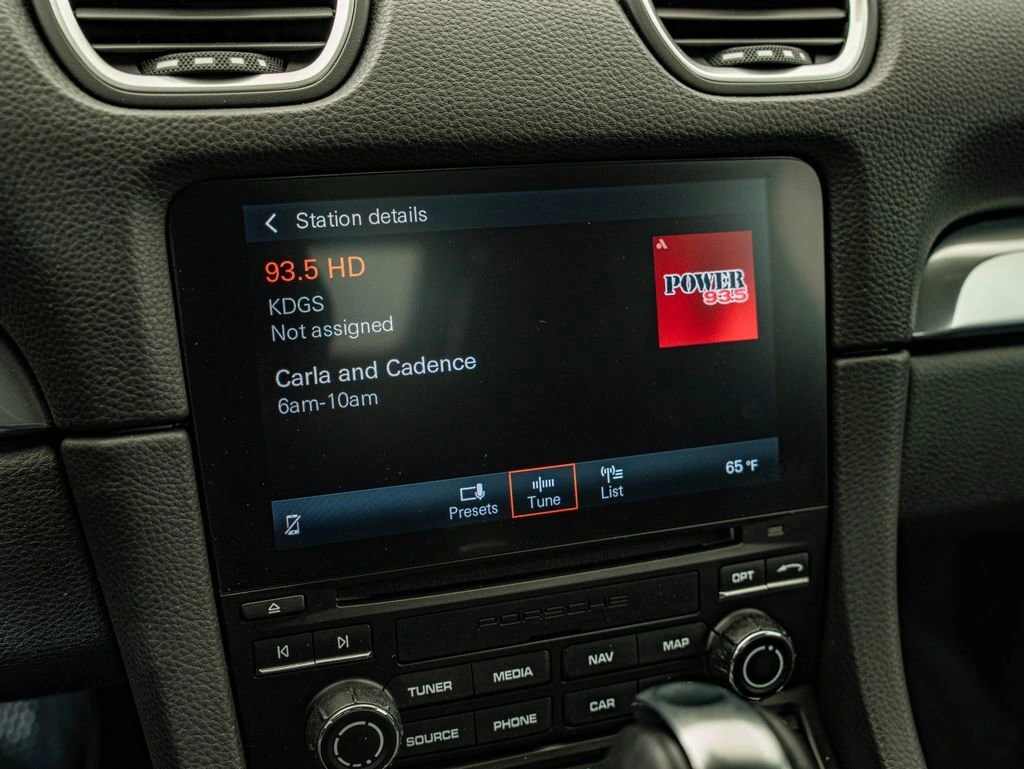 Station details
93.5 HD
KDGS
Not assigned
Carla and Cadence
6am-10am
POWER
93.5
Presets
Tune
List
65 °F
OPT
PORSCHE
TUNER
MEDIA
NAV
MAP
SOURCE
PHONE
CAR